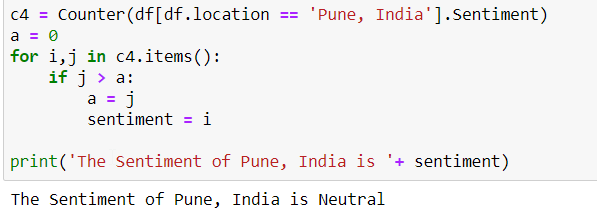 c4 = Counter(df[df.location == 'Pune, India'].Sentiment)
a = 0
for i,j in c4.items():
    if j > a:
        a = j
        sentiment = i
print('The Sentiment of Pune, India is '+ sentiment)
The Sentiment of Pune, India is Neutral